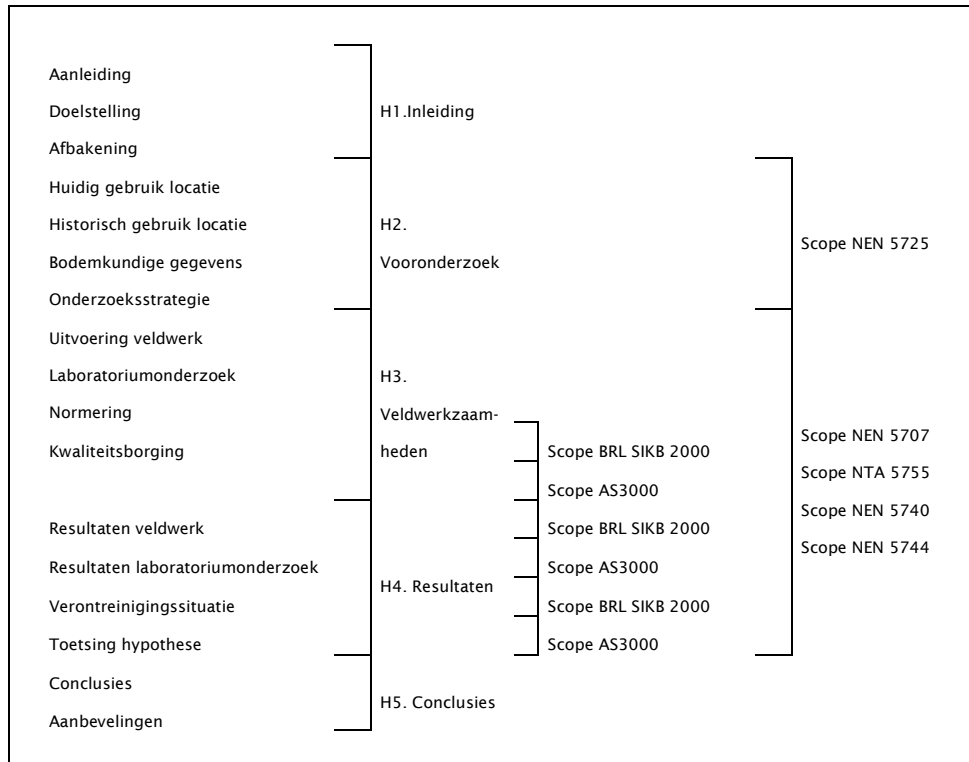 Aanleiding
Doelstelling
Afbakening
Huidig gebruik locatie
Historisch gebruik locatie
Bodemkundige gegevens
Onderzoeksstrategie
Uitvoering veldwerk
Laboratoriumonderzoek
Normering
Kwaliteitsborging
Resultaten veldwerk
Resultaten laboratoriumonderzoek
Verontreinigingssituatie
Toetsing hypothese
Conclusies
Aanbevelingen
H1.Inleiding
H2.
Vooronderzoek
H3.
Veldwerkzaam-
heden
H4. Resultaten
H5. Conclusies
Scope BRL SIKB 2000
Scope AS3000
Scope BRL SIKB 2000
Scope AS3000
Scope BRL SIKB 2000
Scope AS3000
Scope NEN 5725
Scope NEN 5707
Scope NTA 5755
Scope NEN 5740
Scope NEN 5744